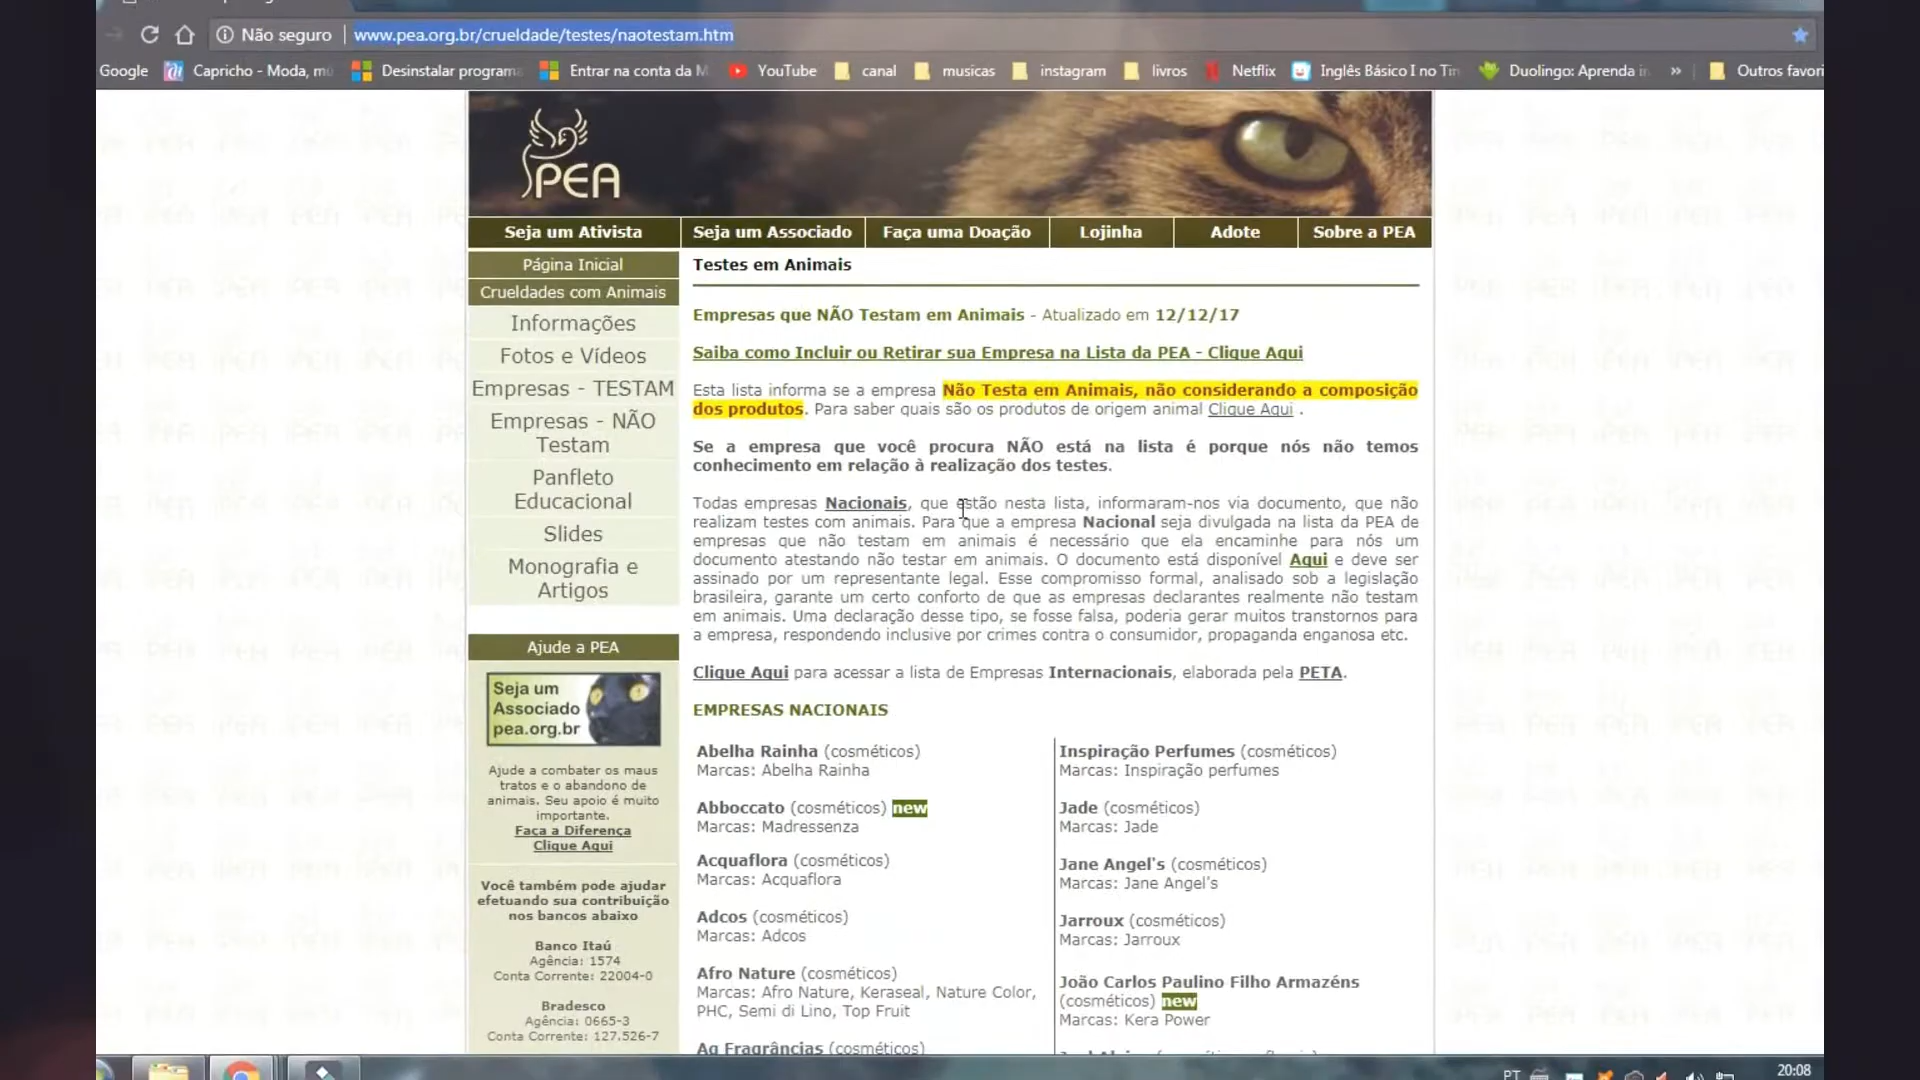 Não seguro
www.pea.org.br/crueldade/testes/naotestam.htm
Google
Capricho - Moda, mú
Desinstalar programa
Entrar na conta da M
YouTube
canal
musicas
instagram
livros
Netflix
Inglês Básico I no Tin
Duolingo: Aprenda in
»
Outros favori
PEA
Seja um Ativista
Seja um Associado
Faça uma Doação
Lojinha
Adote
Sobre a PEA
Página Inicial
Crueldades com Animais
Informações
Fotos e Vídeos
Empresas - TESTAM
Empresas - NÃO
Testam
Panfleto
Educacional
Slides
Monografia e
Artigos
Ajude a PEA
Seja um
Associado
pea.org.br
Ajude a combater os maus
tratos e o abandono de
animais. Seu apoio é muito
importante.
Faça a Diferença
Clique Aqui
Você também pode ajudar
efetuando sua contribuição
nos bancos abaixo
Banco Itaú
Agência: 1574
Conta Corrente: 22004-0
Bradesco
Agência: 0665-3
Conta Corrente: 127.526-7
Testes em Animais
Empresas que NÃO Testam em Animais - Atualizado em 12/12/17
Saiba como Incluir ou Retirar sua Empresa na Lista da PEA - Clique Aqui
Esta lista informa se a empresa Não Testa em Animais, não considerando a composição
dos produtos. Para saber quais são os produtos de origem animal Clique Aqui .
Se a empresa que você procura NÃO está na lista é porque nós não temos
conhecimento em relação à realização dos testes.
Todas empresas Nacionais, que estão nesta lista, informaram-nos via documento, que não
realizam testes com animais. Para que a empresa Nacional seja divulgada na lista da PEA de
empresas que não testam em animais é necessário que ela encaminhe para nós um
documento atestando não testar em animais. O documento está disponível Aqui e deve ser
assinado por um representante legal. Esse compromisso formal, analisado sob a legislação
brasileira, garante um certo conforto de que as empresas declarantes realmente não testam
em animais. Uma declaração desse tipo, se fosse falsa, poderia gerar muitos transtornos para
a empresa, respondendo inclusive por crimes contra o consumidor, propaganda enganosa etc.
Clique Aqui para acessar a lista de Empresas Internacionais, elaborada pela PETA.
EMPRESAS NACIONAIS
Abelha Rainha (cosméticos)
Marcas: Abelha Rainha
Abboccato (cosméticos) new
Marcas: Madressenza
Acquaflora (cosméticos)
Marcas: Acquaflora
Adcos (cosméticos)
Marcas: Adcos
Afro Nature (cosméticos)
Marcas: Afro Nature, Keraseal, Nature Color,
PHC, Semi di Lino, Top Fruit
Ag Fragrâncias (cosméticos)
Inspiração Perfumes (cosméticos)
Marcas: Inspiração perfumes
Jade (cosméticos)
Marcas: Jade
Jane Angel's (cosméticos)
Marcas: Jane Angel's
Jarroux (cosméticos)
Marcas: Jarroux
João Carlos Paulino Filho Armazéns
(cosméticos) new
Marcas: Kera Power
PT
20:08